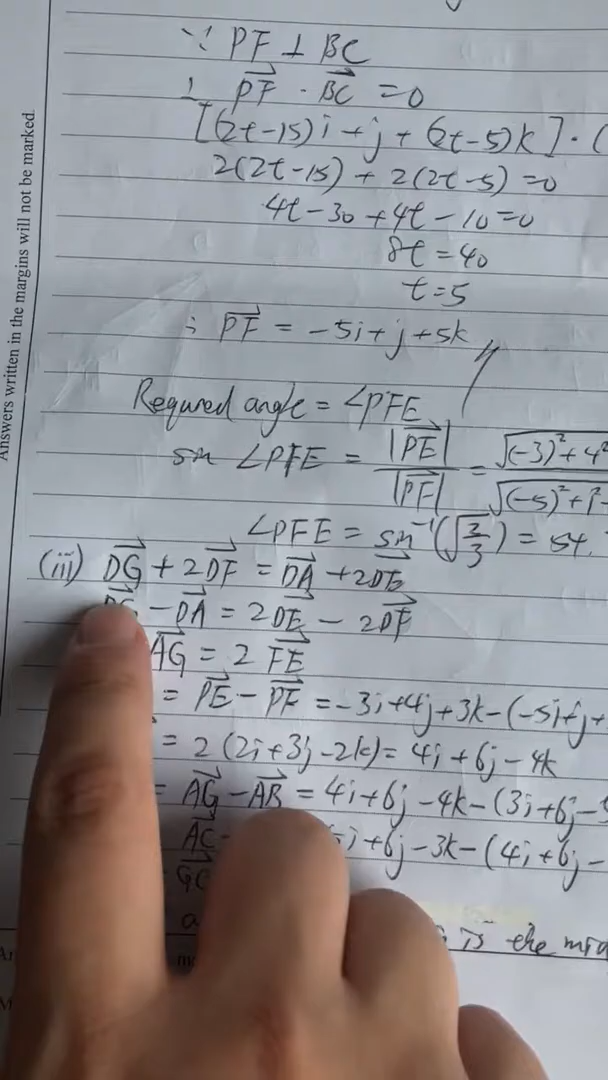 Answers written in the margins will not be marked.
∵ PF ⊥ BC
∴ PF · BC = 0
[(2t-15)i + j + (2t-5)k] · (
2(2t-15) + 2(2t-5) = 0
4t - 30 + 4t - 10 = 0
8t = 40
t = 5
∴ PF = -5i + j + 5k
Required angle = ∠PFE
sin ∠PFE = |PE| / |PF| = √(-3)²+4² / √(-5)²+1²
∠PFE = sin⁻¹(√(2/3)) = 54.
(iii) DG + 2DF = DA + 2DE
DG - DA = 2DE - 2DF
AG = 2FE
= PE - PF = -3i+4j+3k-(-5i+j+
= 2(2i+3j-2k) = 4i+6j-4k
= AG - AB = 4i+6j-4k-(3i+6j-
AC i+6j-3k-(4i+6j-
GC
is the mid